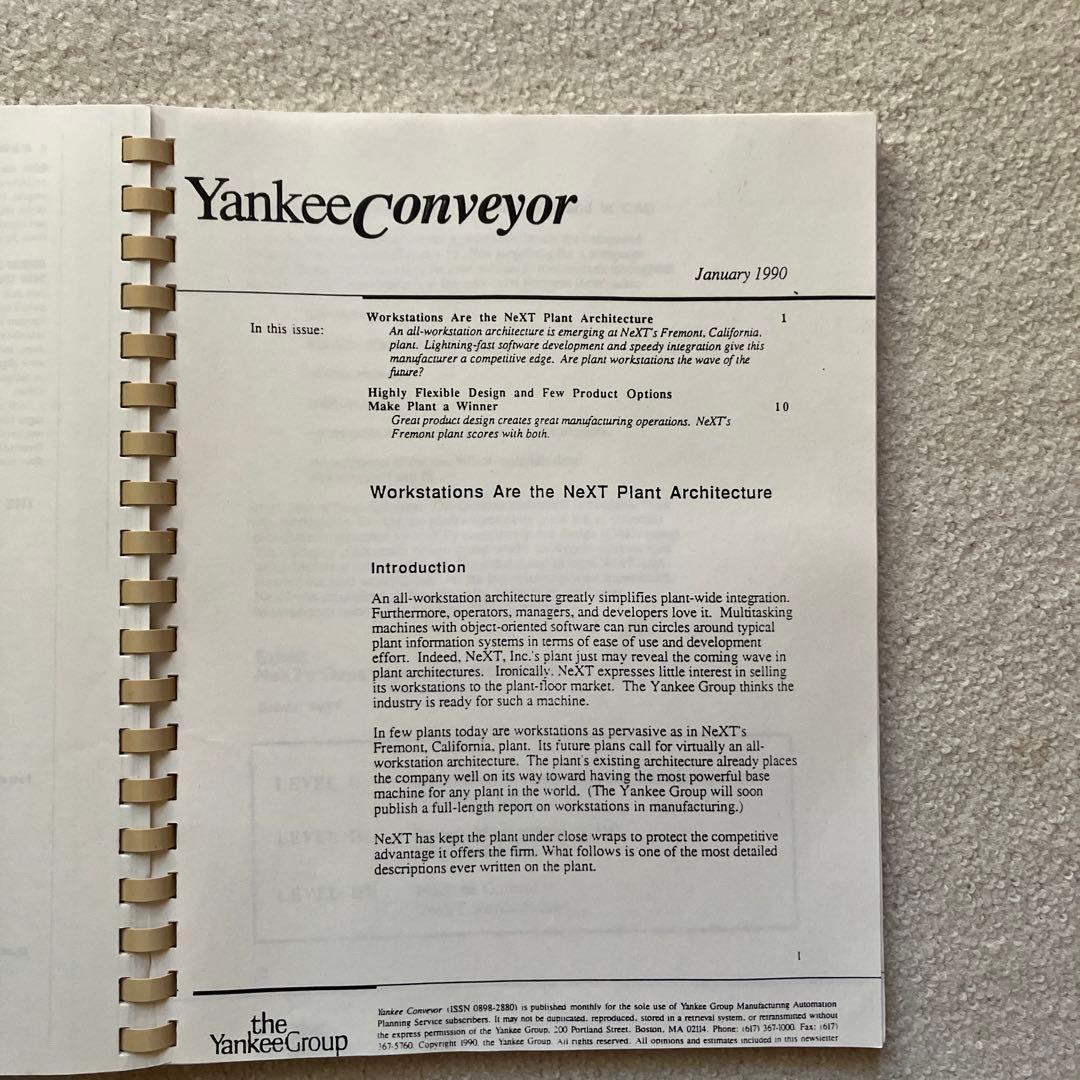 YankeeConveyor
January 1990
In this issue:
Workstations Are the NeXT Plant Architecture 1
An all-workstation architecture is emerging at NeXT's Fremont, California,
plant. Lightning-fast software development and speedy integration give this
manufacturer a competitive edge. Are plant workstations the wave of the
future?
Highly Flexible Design and Few Product Options
Make Plant a Winner 10
Great product design creates great manufacturing operations. NeXT's
Fremont plant scores with both.
Workstations Are the NeXT Plant Architecture
Introduction
An all-workstation architecture greatly simplifies plant-wide integration.
Furthermore, operators, managers, and developers love it. Multitasking
machines with object-oriented software can run circles around typical
plant information systems in terms of ease of use and development
effort. Indeed, NeXT, Inc.'s plant just may reveal the coming wave in
plant architectures. Ironically, NeXT expresses little interest in selling
its workstations to the plant-floor market. The Yankee Group thinks the
industry is ready for such a machine.
In few plants today are workstations as pervasive as in NeXT's
Fremont, California, plant. Its future plans call for virtually an all-
workstation architecture. The plant's existing architecture already places
the company well on its way toward having the most powerful base
machine for any plant in the world. (The Yankee Group will soon
publish a full-length report on workstations in manufacturing.)
NeXT has kept the plant under close wraps to protect the competitive
advantage it offers the firm. What follows is one of the most detailed
descriptions ever written on the plant.
1
the
YankeeGroup
Yankee Conveyor (ISSN 0898-2880) is published monthly for the sole use of Yankee Group Manufacturing Automation
Planning Service subscribers. It may not be duplicated, reproduced, stored in a retrieval system, or retransmitted without
the express permission of the Yankee Group, 200 Portland Street, Boston, MA 02114. Phone: (617) 367-1000. Fax: (617)
367-5760. Copyright 1990, the Yankee Group. All rights reserved. All opinions and estimates included in this newsletter